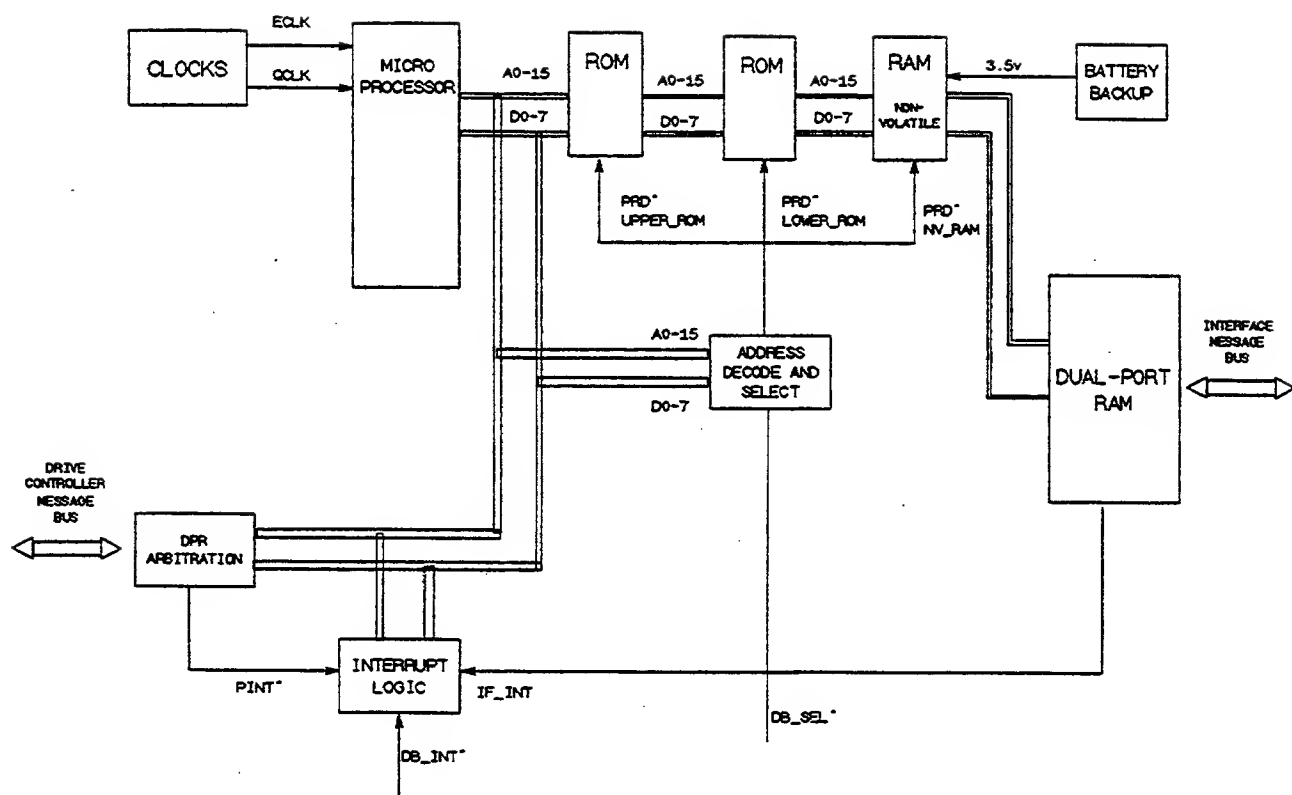 ECLK
CLOCKS
QCLK
MICRO
PROCESSOR
A0-15
D0-7
ROM
A0-15
D0-7
ROM
A0-15
D0-7
RAM
NON-
VOLATILE
3.5v
BATTERY
BACKUP
PRD^
UPPER_ROM
PRD^
LOWER_ROM
PRD^
NV_RAM
A0-15
D0-7
ADDRESS
DECODE AND
SELECT
DUAL-PORT
RAM
INTERFACE
MESSAGE
BUS
DRIVE
CONTROLLER
MESSAGE
BUS
DPR
ARBITRATION
PINT^
INTERRUPT
LOGIC
IF_INT
DB_INT^
DB_SEL^